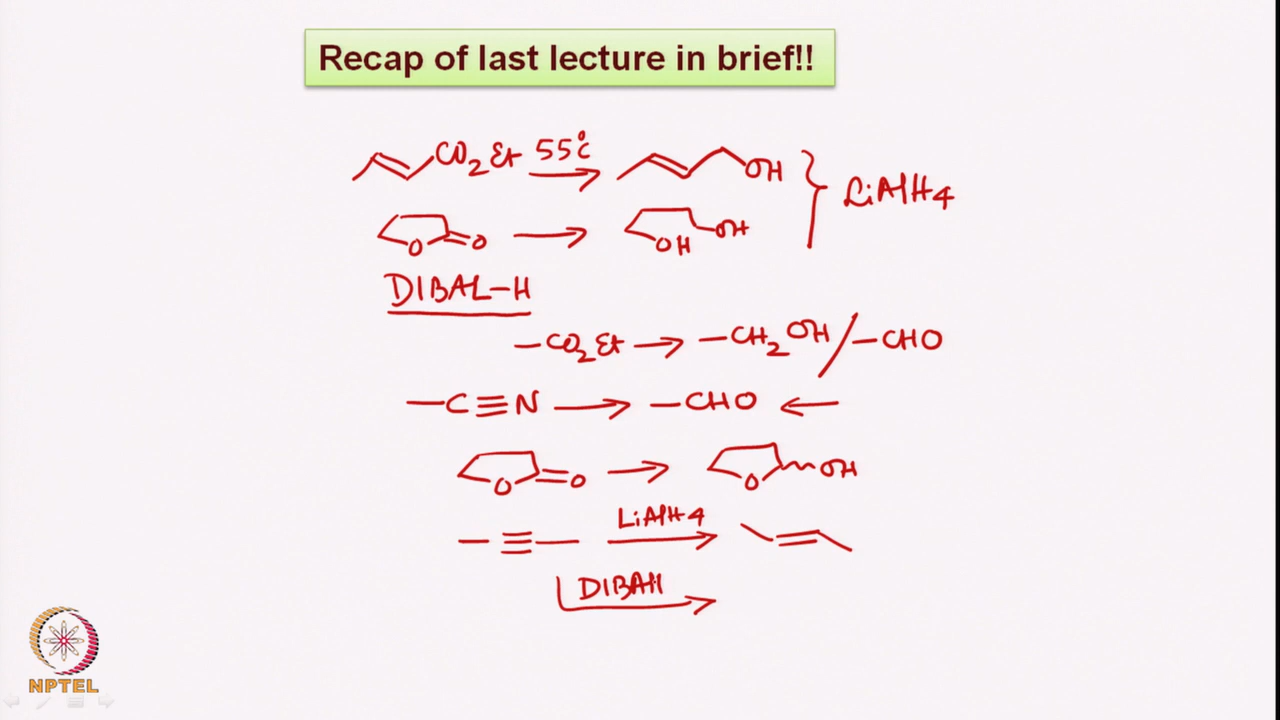 Recap of last lecture in brief!!
CO2Et 55°C OH
O O OH OH } LiAlH4
DIBAL-H
-CO2Et → -CH2OH / -CHO
-C≡N → -CHO ←
O O → O OH
-≡- LiAlH4
DIBAH
NPTEL